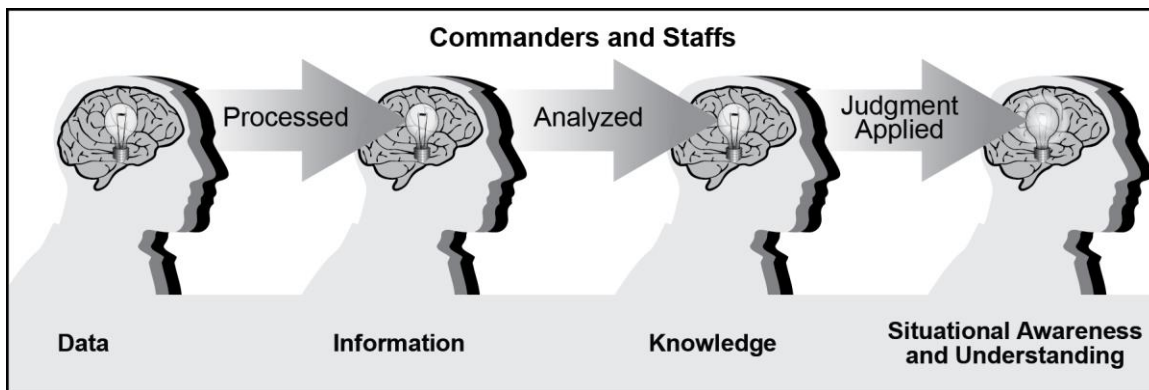 Commanders and Staffs
Processed
Analyzed
Judgment
Applied
Data
Information
Knowledge
Situational Awareness
and Understanding